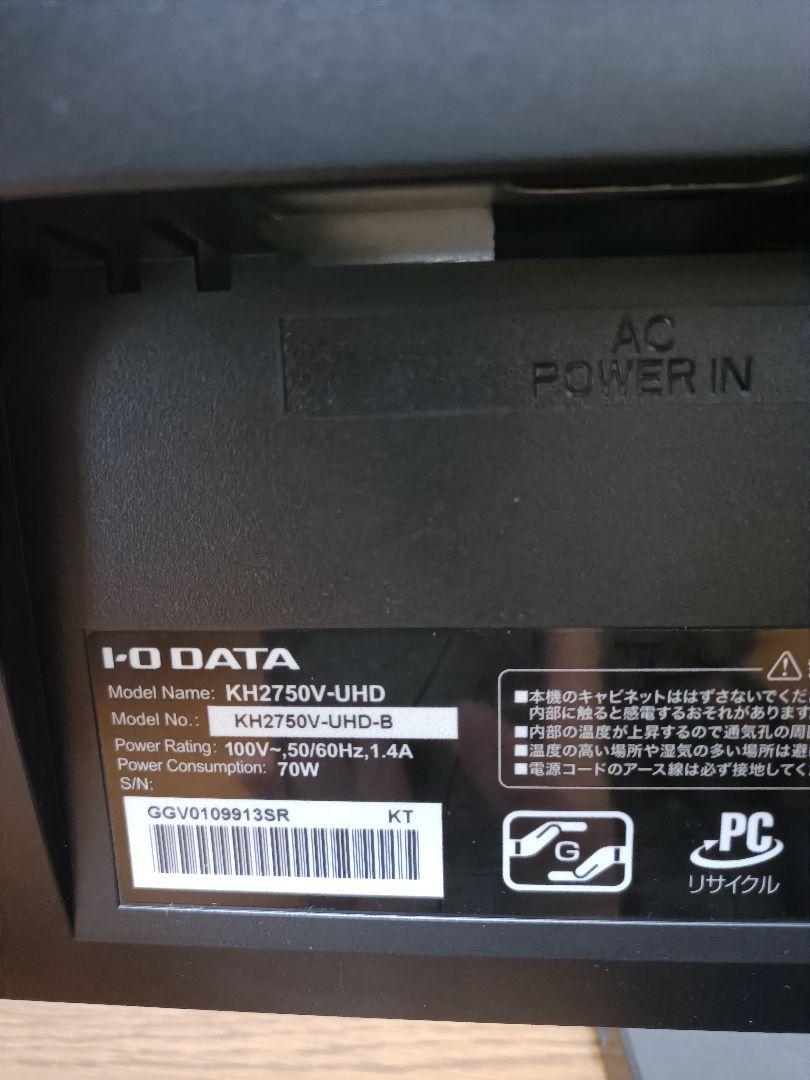 AC
POWER IN
I-O DATA
Model Name: KH2750V-UHD
Model No.: KH2750V-UHD-B
Power Rating: 100V~,50/60Hz,1.4A
Power Consumption: 70W
S/N:
GGV0109913SR KT
■本機のキャビネットははずさないでくだ
内部に触ると感電するおそれがあります
■内部の温度が上昇するので通気孔の周
■温度の高い場所や湿気の多い場所は避
■電源コードのアース線は必ず接地してく
G
PC
リサイクル